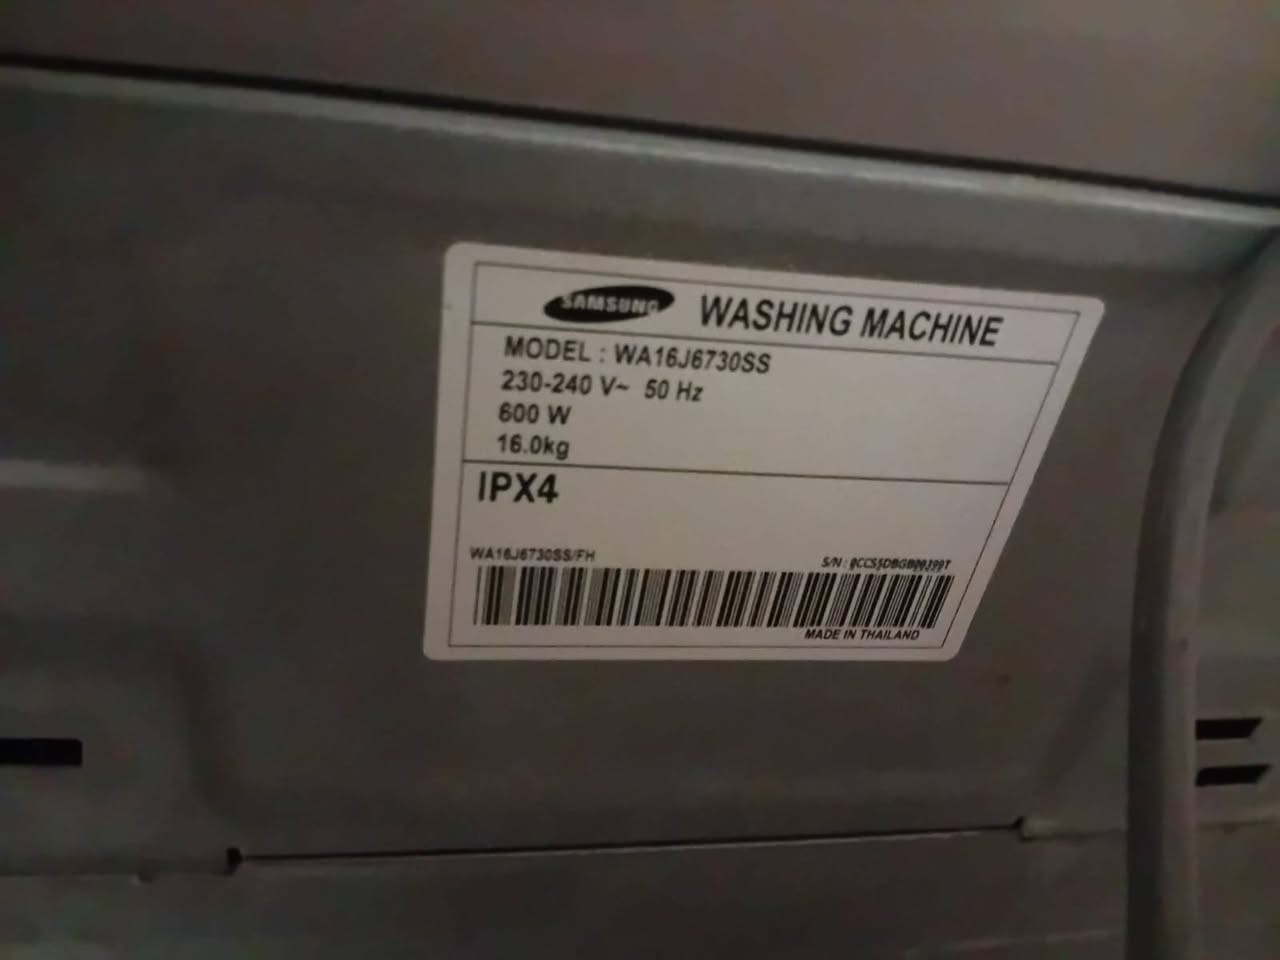 SAMSUNG WASHING MACHINE
MODEL : WA16J6730SS
230-240 V~ 50 Hz
600 W
16.0kg
IPX4
WA16J6730SS/FH
S/N :
MADE IN THAILAND